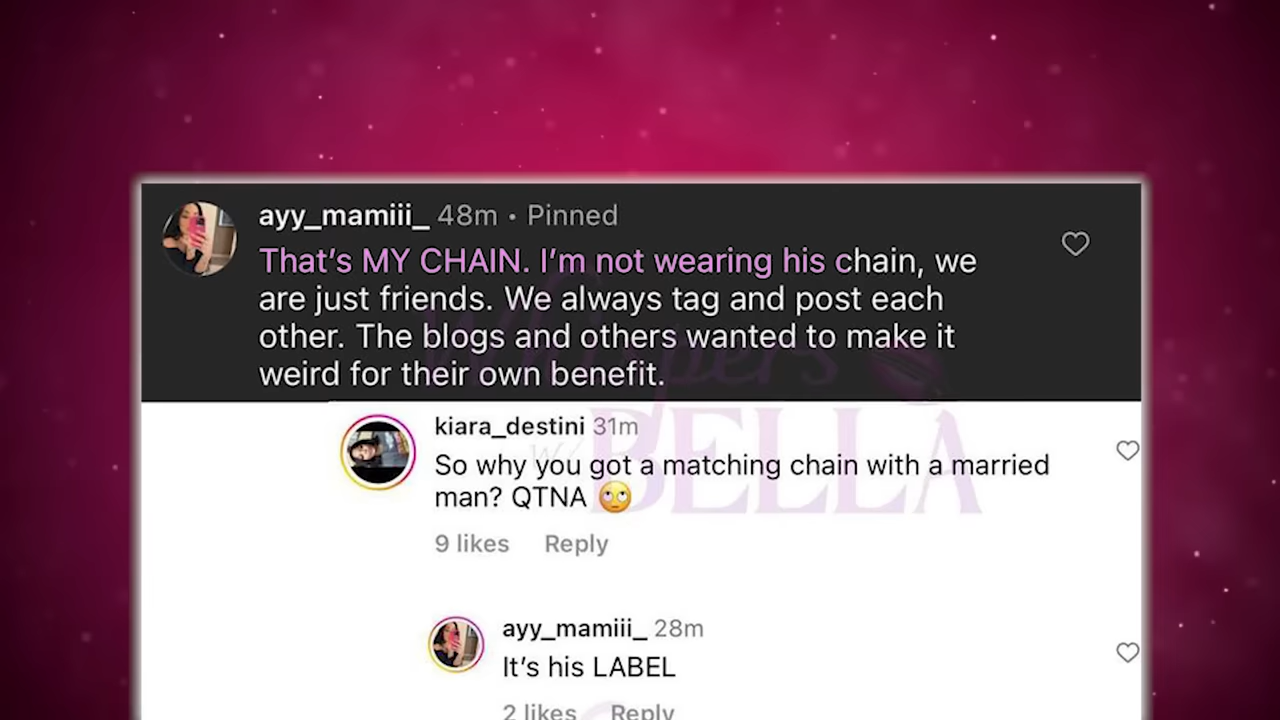 ayy_mamiii_ 48m • Pinned
That's MY CHAIN. I'm not wearing his chain, we
are just friends. We always tag and post each
other. The blogs and others wanted to make it
weird for their own benefit.
Whispers
w/ BELLA
kiara_destini 31m
So why you got a matching chain with a married
man? QTNA 🙄
9 likes Reply
ayy_mamiii_ 28m
It's his LABEL
2 likes Reply